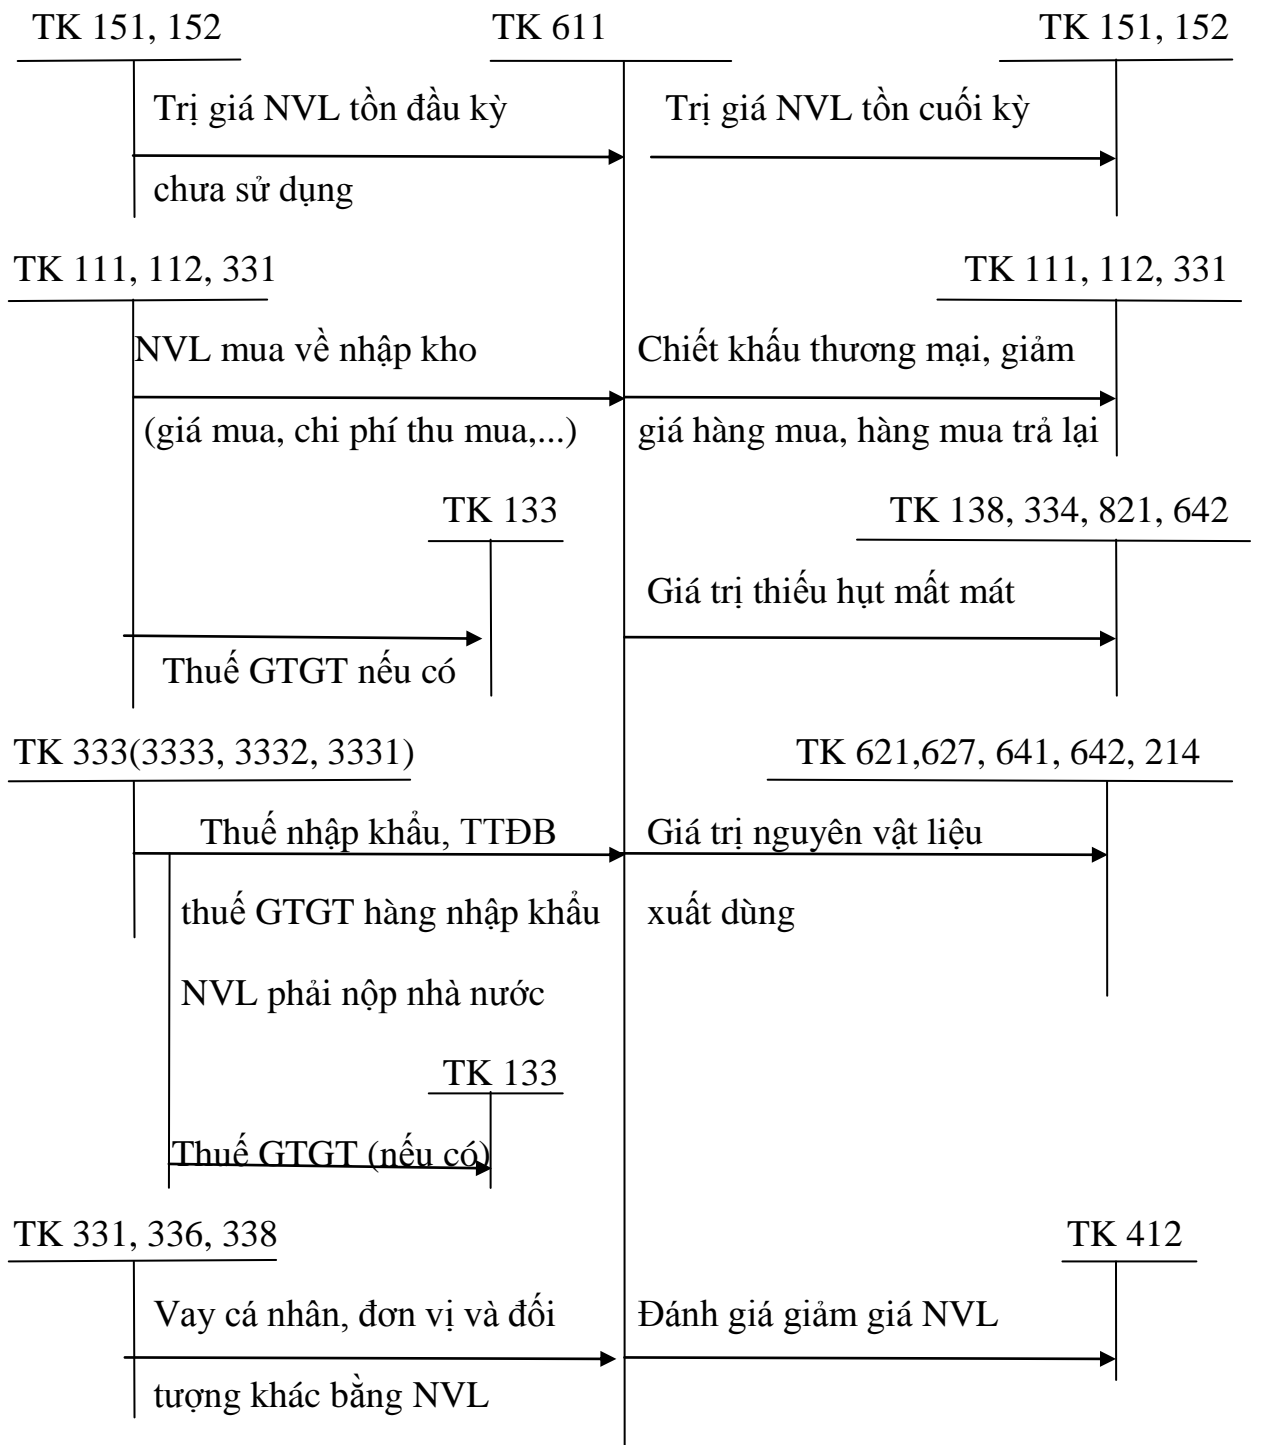 TK 151, 152 TK 611 TK 151, 152
Trị giá NVL tồn đầu kỳ Trị giá NVL tồn cuối kỳ
chưa sử dụng
TK 111, 112, 331 TK 111, 112, 331
NVL mua về nhập kho Chiết khấu thương mại, giảm
(giá mua, chi phí thu mua,...) giá hàng mua, hàng mua trả lại
TK 133 TK 138, 334, 821, 642
Giá trị thiếu hụt mất mát
Thuế GTGT nếu có
TK 333(3333, 3332, 3331) TK 621,627, 641, 642, 214
Thuế nhập khẩu, TTĐB Giá trị nguyên vật liệu
thuế GTGT hàng nhập khẩu xuất dùng
NVL phải nộp nhà nước
TK 133
Thuế GTGT (nếu có)
TK 331, 336, 338 TK 412
Vay cá nhân, đơn vị và đối Đánh giá giảm giá NVL
tượng khác bằng NVL